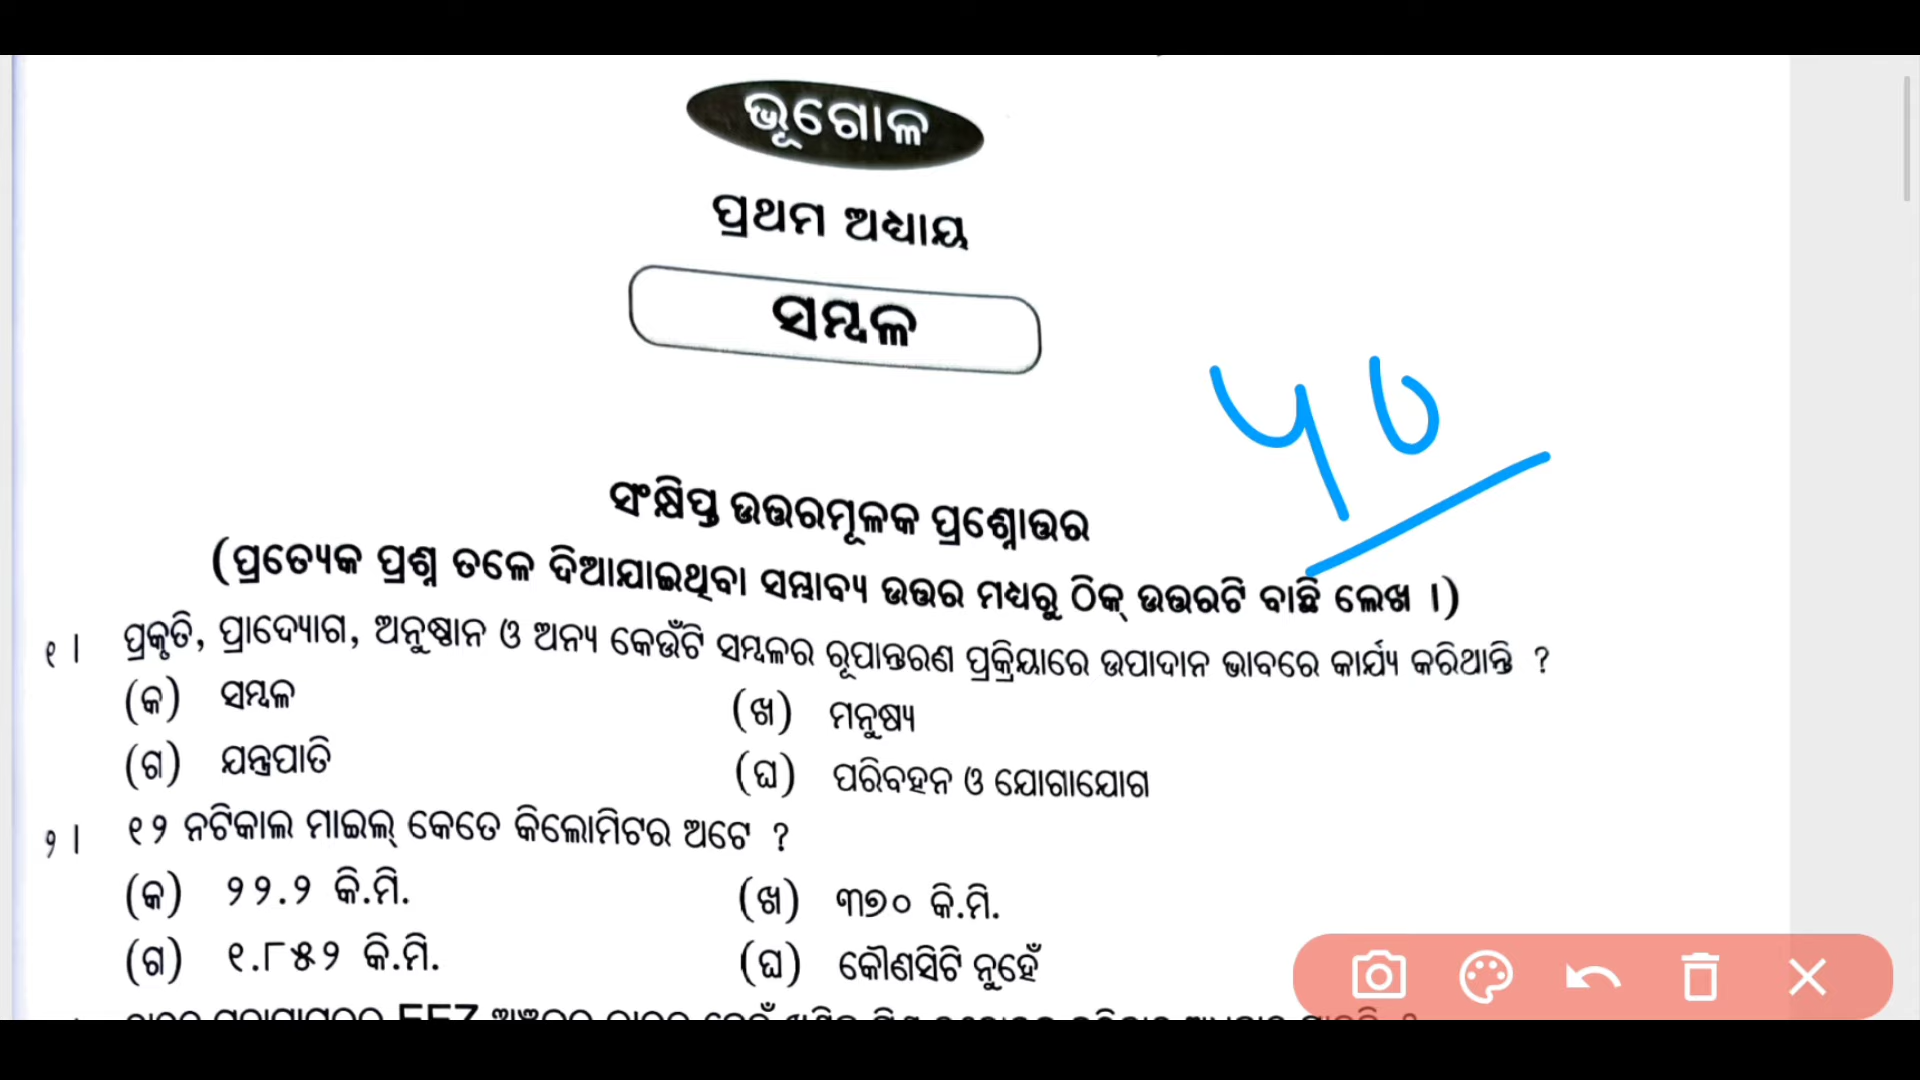 ଭୂଗୋଳ
ପ୍ରଥମ ଅଧ୍ୟାୟ
ସମ୍ବଳ
ସଂକ୍ଷିପ୍ତ ଉତ୍ତରମୂଳକ ପ୍ରଶ୍ନୋତ୍ତର
(ପ୍ରତ୍ୟେକ ପ୍ରଶ୍ନ ତଳେ ଦିଆଯାଇଥିବା ସମ୍ଭାବ୍ୟ ଉତ୍ତର ମଧ୍ୟରୁ ଠିକ୍ ଉତ୍ତରଟି ବାଛି ଲେଖ ।)
୧ । ପ୍ରକୃତି, ପ୍ରାଦ୍ୟୋଗ, ଅନୁଷ୍ଠାନ ଓ ଅନ୍ୟ କେଉଁଟି ସମ୍ବଳର ରୂପାନ୍ତରଣ ପ୍ରକ୍ରିୟାରେ ଉପାଦାନ ଭାବରେ କାର୍ଯ୍ୟ କରିଥାନ୍ତି ?
(କ) ସମ୍ବଳ (ଖ) ମନୁଷ୍ୟ
(ଗ) ଯନ୍ତ୍ରପାତି (ଘ) ପରିବହନ ଓ ଯୋଗାଯୋଗ
୨ । ୧୨ ନଟିକାଲ ମାଇଲ୍ କେତେ କିଲୋମିଟର ଅଟେ ?
(କ) ୨୨.୨ କି.ମି. (ଖ) ୩୭୦ କି.ମି.
(ଗ) ୧.୮୫୨ କି.ମି. (ଘ) କୌଣସିଟି ନୁହେଁ
EEZ